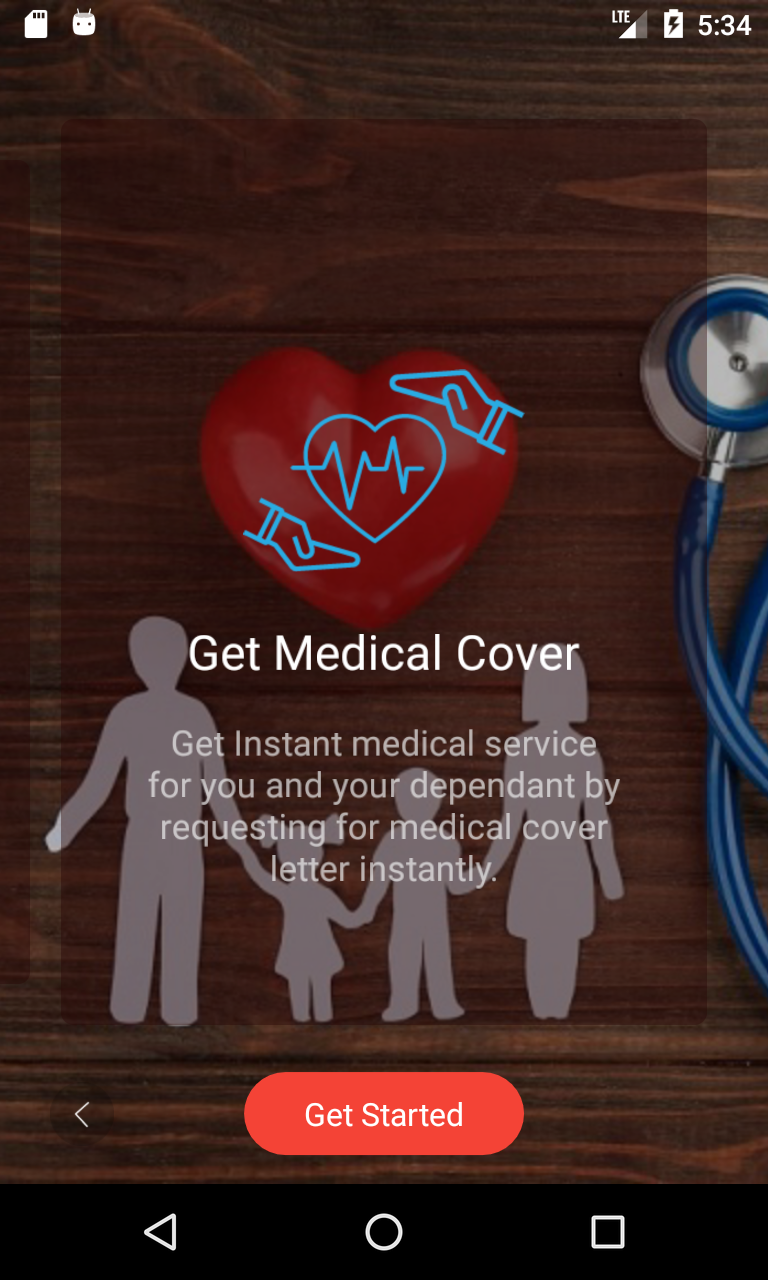 LTE 5:34
Get Medical Cover
Get Instant medical service
for you and your dependant by
requesting for medical cover
letter instantly.
Get Started